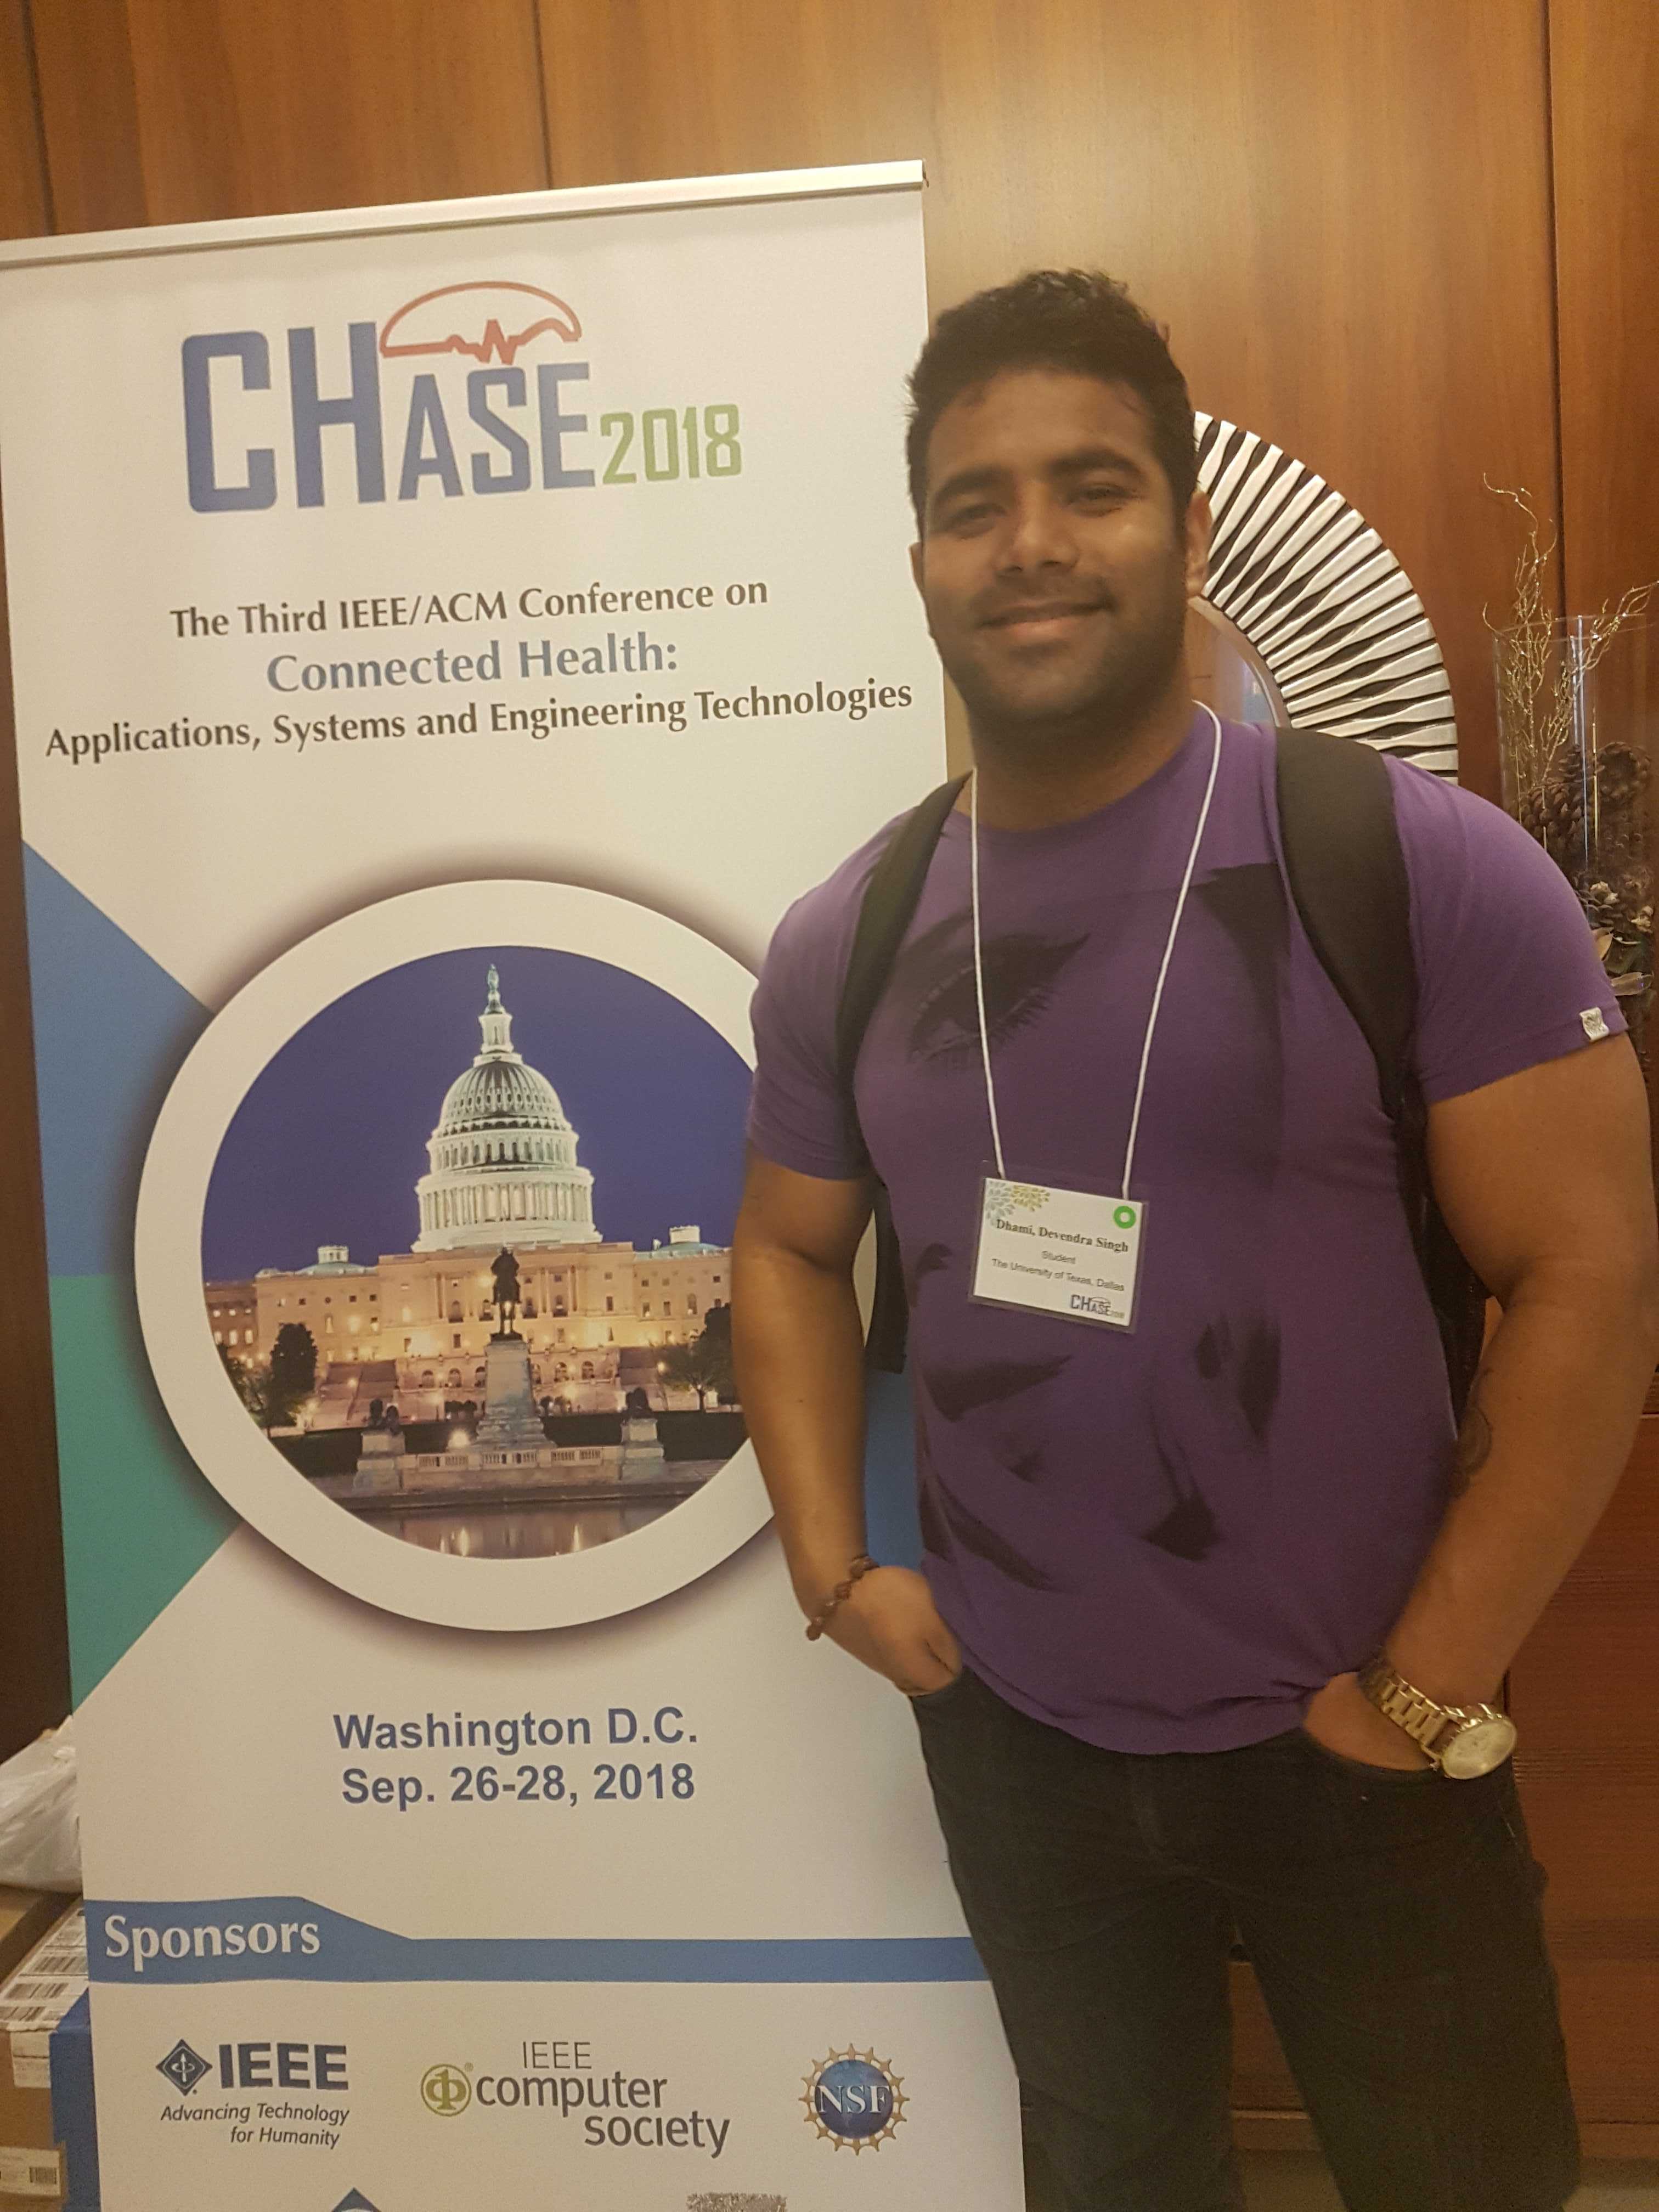 CHASE2018
The Third IEEE/ACM Conference on
Connected Health:
Applications, Systems and Engineering Technologies
Washington D.C.
Sep. 26-28, 2018
Sponsors
IEEE
Advancing Technology
for Humanity
IEEE
computer
society
NSF
Dhami, Devendra Singh
Student
The University of Texas, Dallas
CHASE